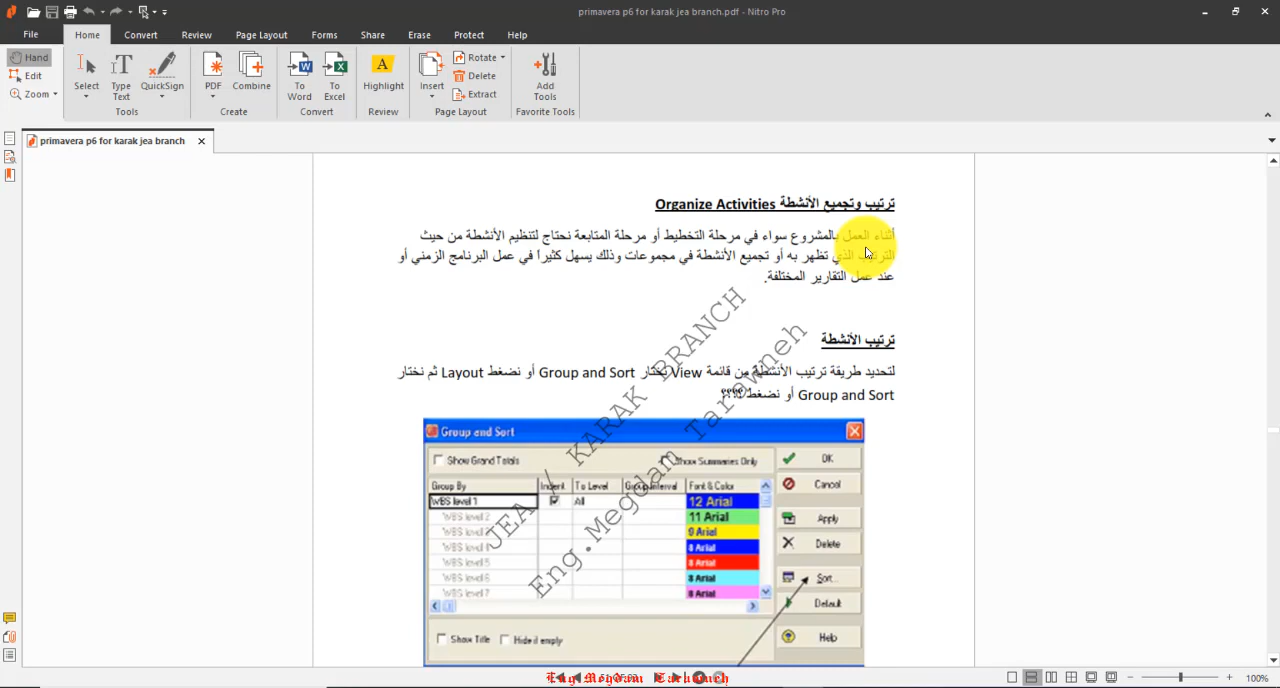 primavera p6 for karak jea branch.pdf - Nitro Pro
File Home Convert Review Page Layout Forms Share Erase Protect Help
Hand
Edit
Zoom
Select
Type Text
QuickSign
Tools
PDF
Combine
Create
To Word
To Excel
Convert
Highlight
Review
Insert
Rotate
Delete
Extract
Page Layout
Add Tools
Favorite Tools
primavera p6 for karak jea branch
ترتيب وتجميع الأنشطة Organize Activities
أثناء العمل بالمشروع سواء في مرحلة التخطيط أو مرحلة المتابعة نحتاج لتنظيم الأنشطة من حيث
الترتيب الذي تظهر به أو تجميع الأنشطة في مجموعات وذلك يسهل كثيرا في عمل البرنامج الزمني أو
عند عمل التقارير المختلفة.
ترتيب الأنشطة
لتحديد طريقة ترتيب الأنشطة من قائمة View نختار Group and Sort أو نضغط Layout ثم نختار
Group and Sort أو نضغط ؟؟؟؟
JEA / KARAK BRANCH
Eng.Megdam Tarawneh
Group and Sort
Show Grand Totals Show Summaries Only
Group By Indent To Level Group Interval Font & Color
WBS level 1 All 12 Arial
WBS level 2 11 Arial
WBS level 3 9 Arial
WBS level 4 8 Arial
WBS level 5 8 Arial
WBS level 6 8 Arial
WBS level 7 8 Arial
Show Title Hide if empty
OK
Cancel
Apply
Delete
Sort...
Default
Help
Eng Megdam Tarawneh
100%